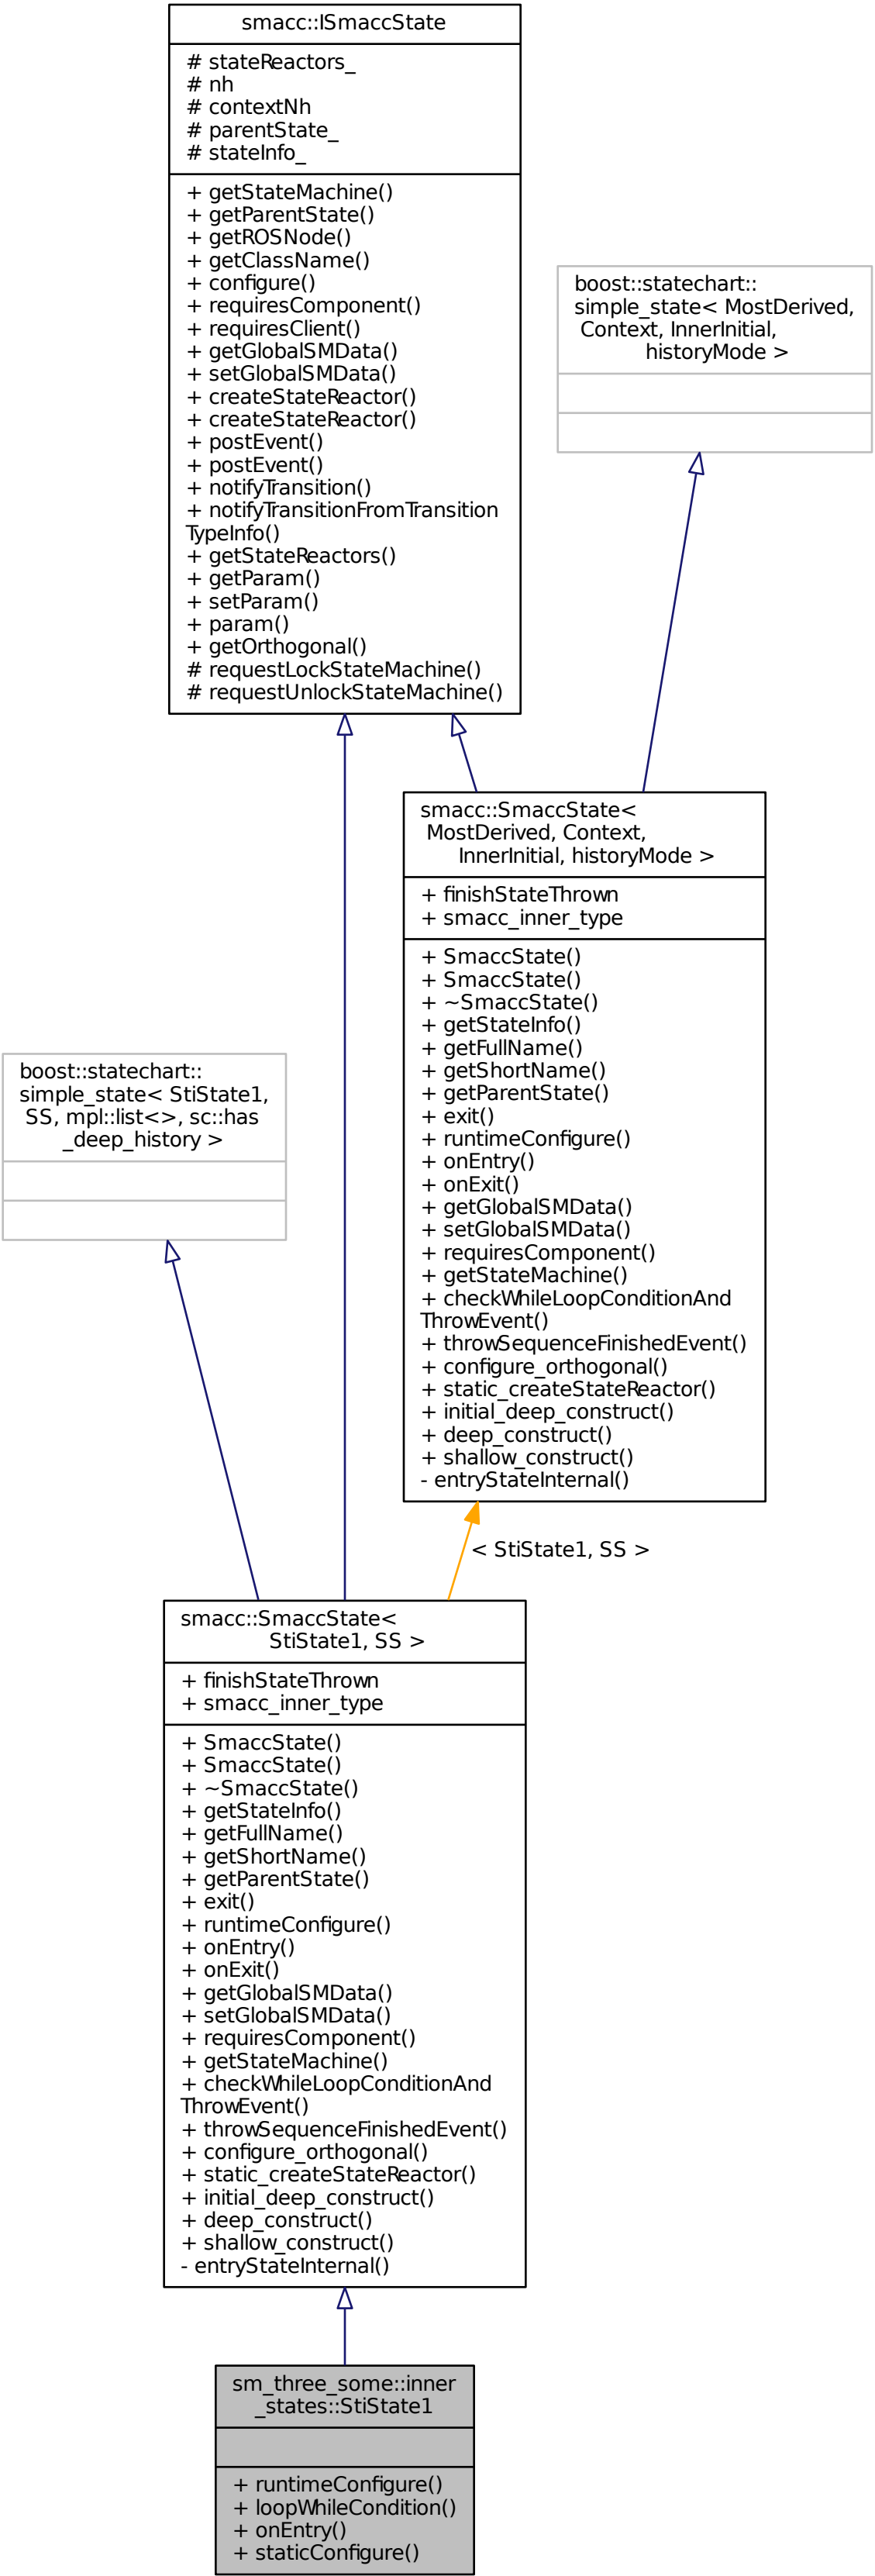 smacc::ISmaccState
# stateReactors_
# nh
# contextNh
# parentState_
# stateInfo_
+ getStateMachine()
+ getParentState()
+ getROSNode()
+ getClassName()
+ configure()
+ requiresComponent()
+ requiresClient()
+ getGlobalSMData()
+ setGlobalSMData()
+ createStateReactor()
+ createStateReactor()
+ postEvent()
+ postEvent()
+ notifyTransition()
+ notifyTransitionFromTransition
TypeInfo()
+ getStateReactors()
+ getParam()
+ setParam()
+ param()
+ getOrthogonal()
# requestLockStateMachine()
# requestUnlockStateMachine()
boost::statechart::
simple_state< MostDerived,
Context, InnerInitial,
historyMode >
smacc::SmaccState<
MostDerived, Context,
InnerInitial, historyMode >
+ finishStateThrown
+ smacc_inner_type
+ SmaccState()
+ SmaccState()
+ ~SmaccState()
+ getStateInfo()
+ getFullName()
+ getShortName()
+ getParentState()
+ exit()
+ runtimeConfigure()
+ onEntry()
+ onExit()
+ getGlobalSMData()
+ setGlobalSMData()
+ requiresComponent()
+ getStateMachine()
+ checkWhileLoopConditionAnd
ThrowEvent()
+ throwSequenceFinishedEvent()
+ configure_orthogonal()
+ static_createStateReactor()
+ initial_deep_construct()
+ deep_construct()
+ shallow_construct()
- entryStateInternal()
boost::statechart::
simple_state< StiState1,
SS, mpl::list<>, sc::has
_deep_history >
< StiState1, SS >
smacc::SmaccState<
StiState1, SS >
+ finishStateThrown
+ smacc_inner_type
+ SmaccState()
+ SmaccState()
+ ~SmaccState()
+ getStateInfo()
+ getFullName()
+ getShortName()
+ getParentState()
+ exit()
+ runtimeConfigure()
+ onEntry()
+ onExit()
+ getGlobalSMData()
+ setGlobalSMData()
+ requiresComponent()
+ getStateMachine()
+ checkWhileLoopConditionAnd
ThrowEvent()
+ throwSequenceFinishedEvent()
+ configure_orthogonal()
+ static_createStateReactor()
+ initial_deep_construct()
+ deep_construct()
+ shallow_construct()
- entryStateInternal()
sm_three_some::inner
_states::StiState1
+ runtimeConfigure()
+ loopWhileCondition()
+ onEntry()
+ staticConfigure()